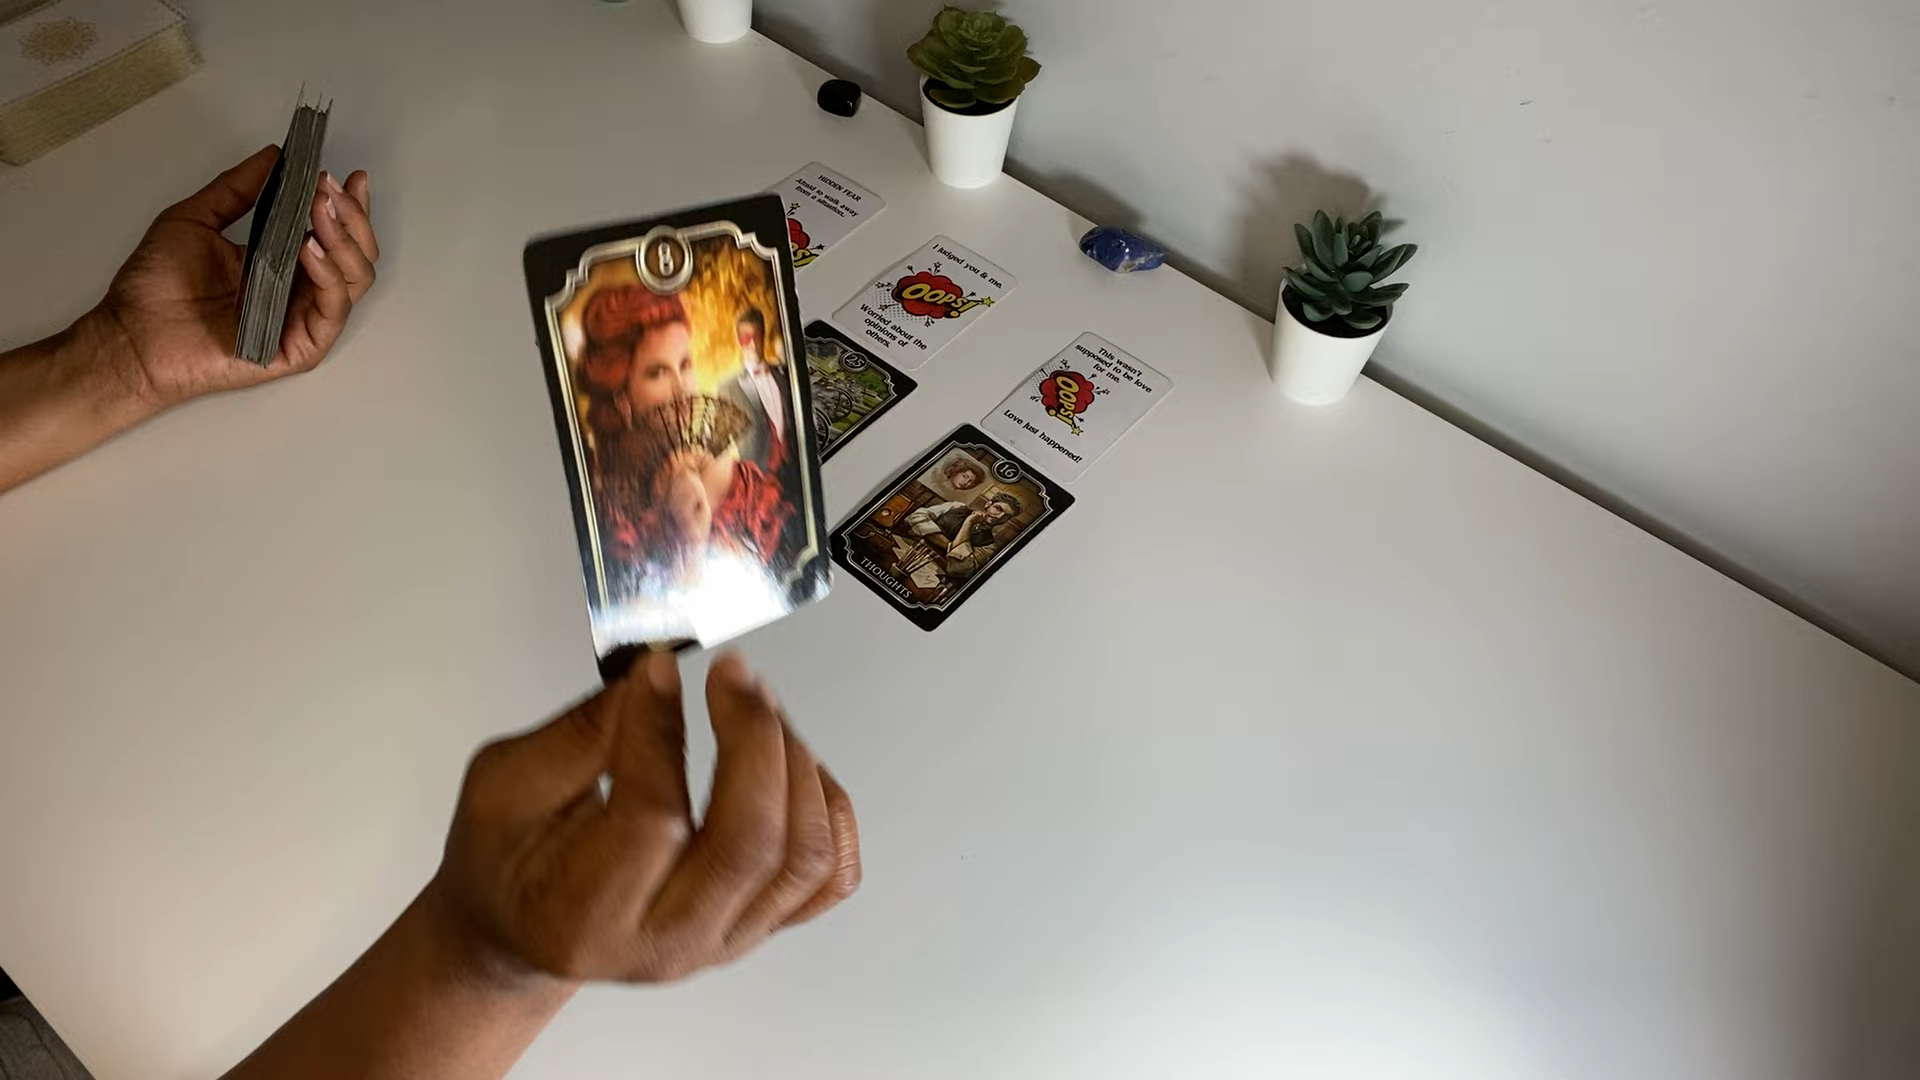 8
HIDDEN FEAR
Afraid to walk away
from a situation.
I judged you & me.
OOPS!
Worried about the
opinions of
others.
25
This wasn't
supposed to be love
for me.
OOPS!
Love just happened!
16
THOUGHTS